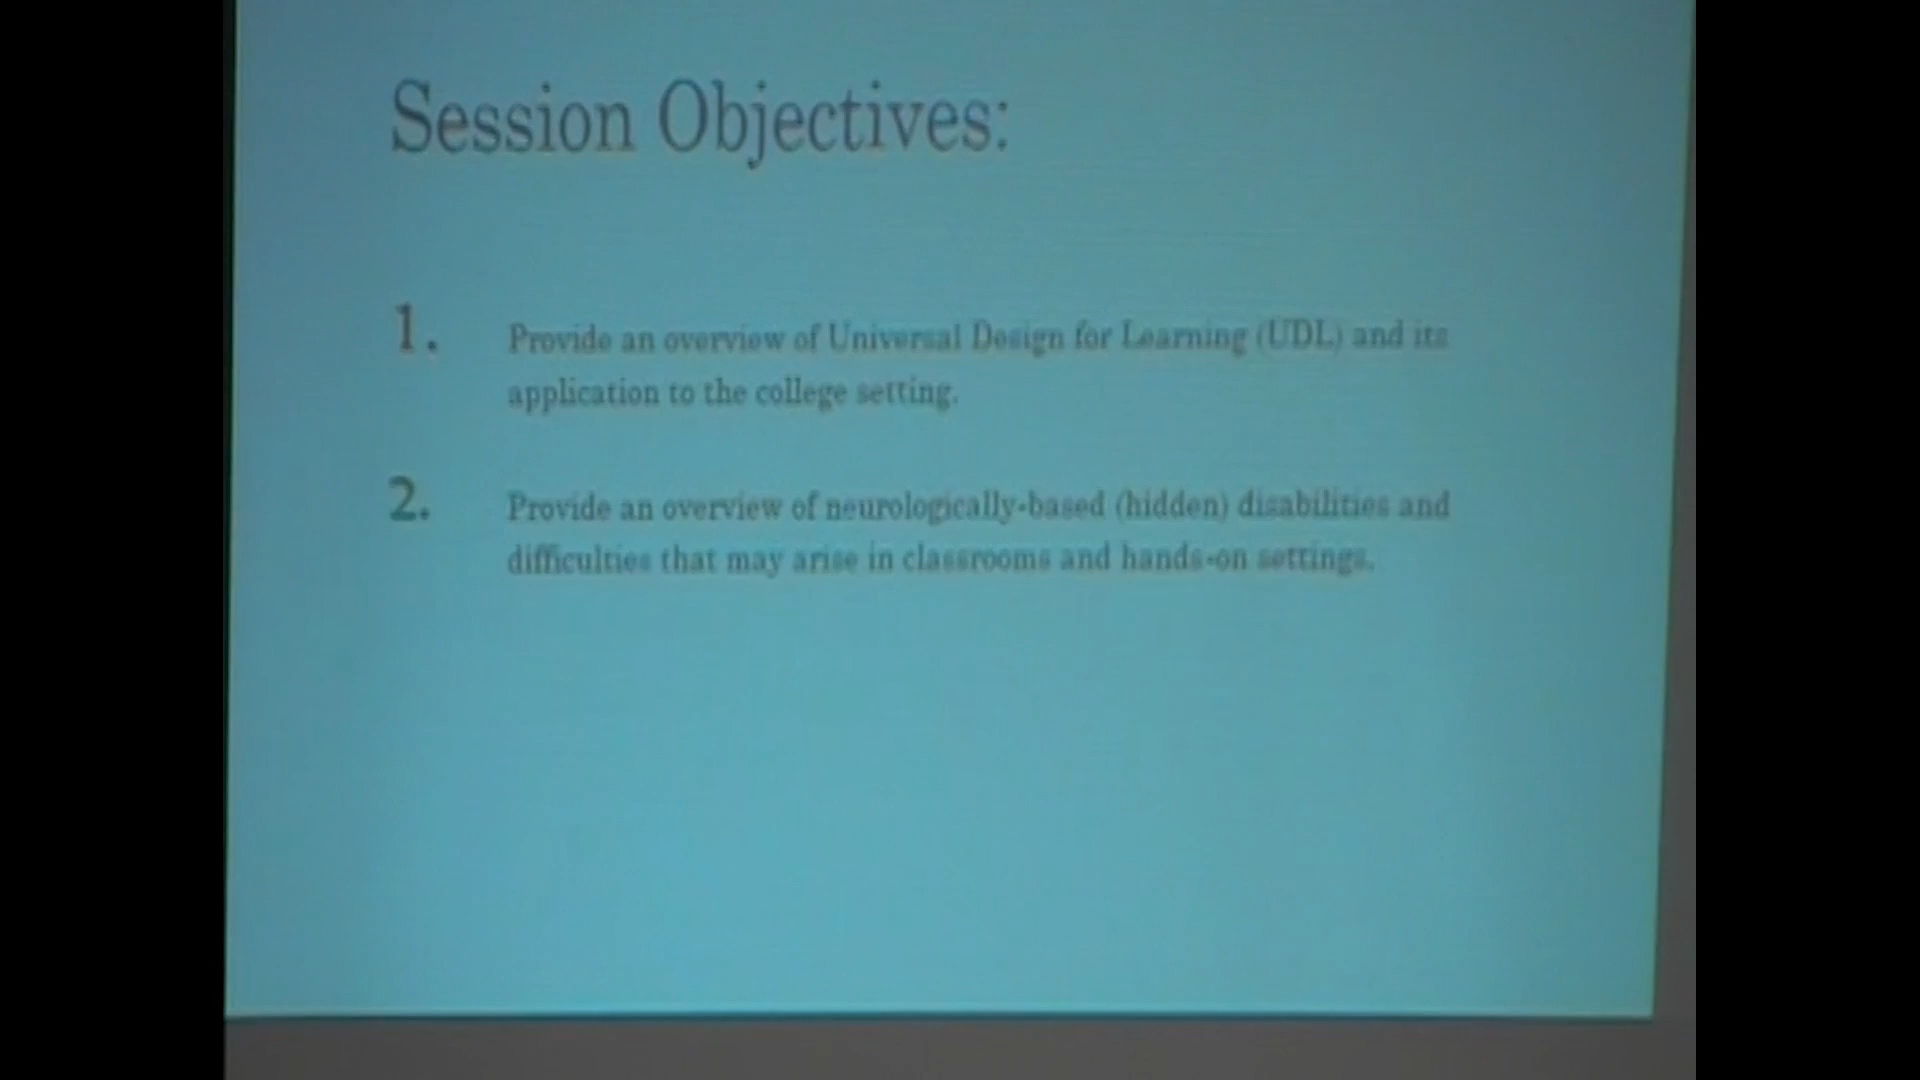 Session Objectives:
1. Provide an overview of Universal Design for Learning (UDL) and its
application to the college setting.
2. Provide an overview of neurologically-based (hidden) disabilities and
difficulties that may arise in classrooms and hands-on settings.